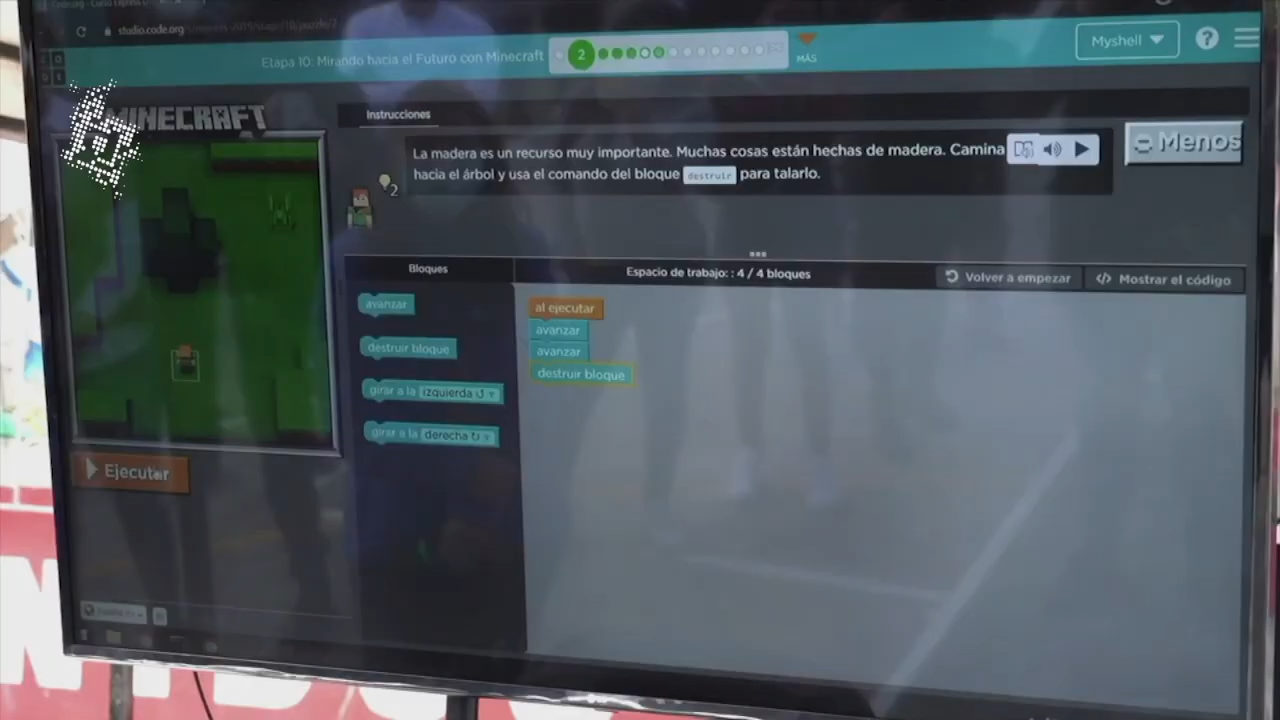 studio.code.org
Etapa 10: Mirando hacia el Futuro con Minecraft
2
MÁS
Myshell
?
MINECRAFT
Instrucciones
La madera es un recurso muy importante. Muchas cosas están hechas de madera. Camina
hacia el árbol y usa el comando del bloque destruir para talarlo.
Menos
2
Bloques
Espacio de trabajo: : 4 / 4 bloques
Volver a empezar
Mostrar el código
avanzar
destruir bloque
girar a la izquierda
girar a la derecha
al ejecutar
avanzar
avanzar
destruir bloque
Ejecutar